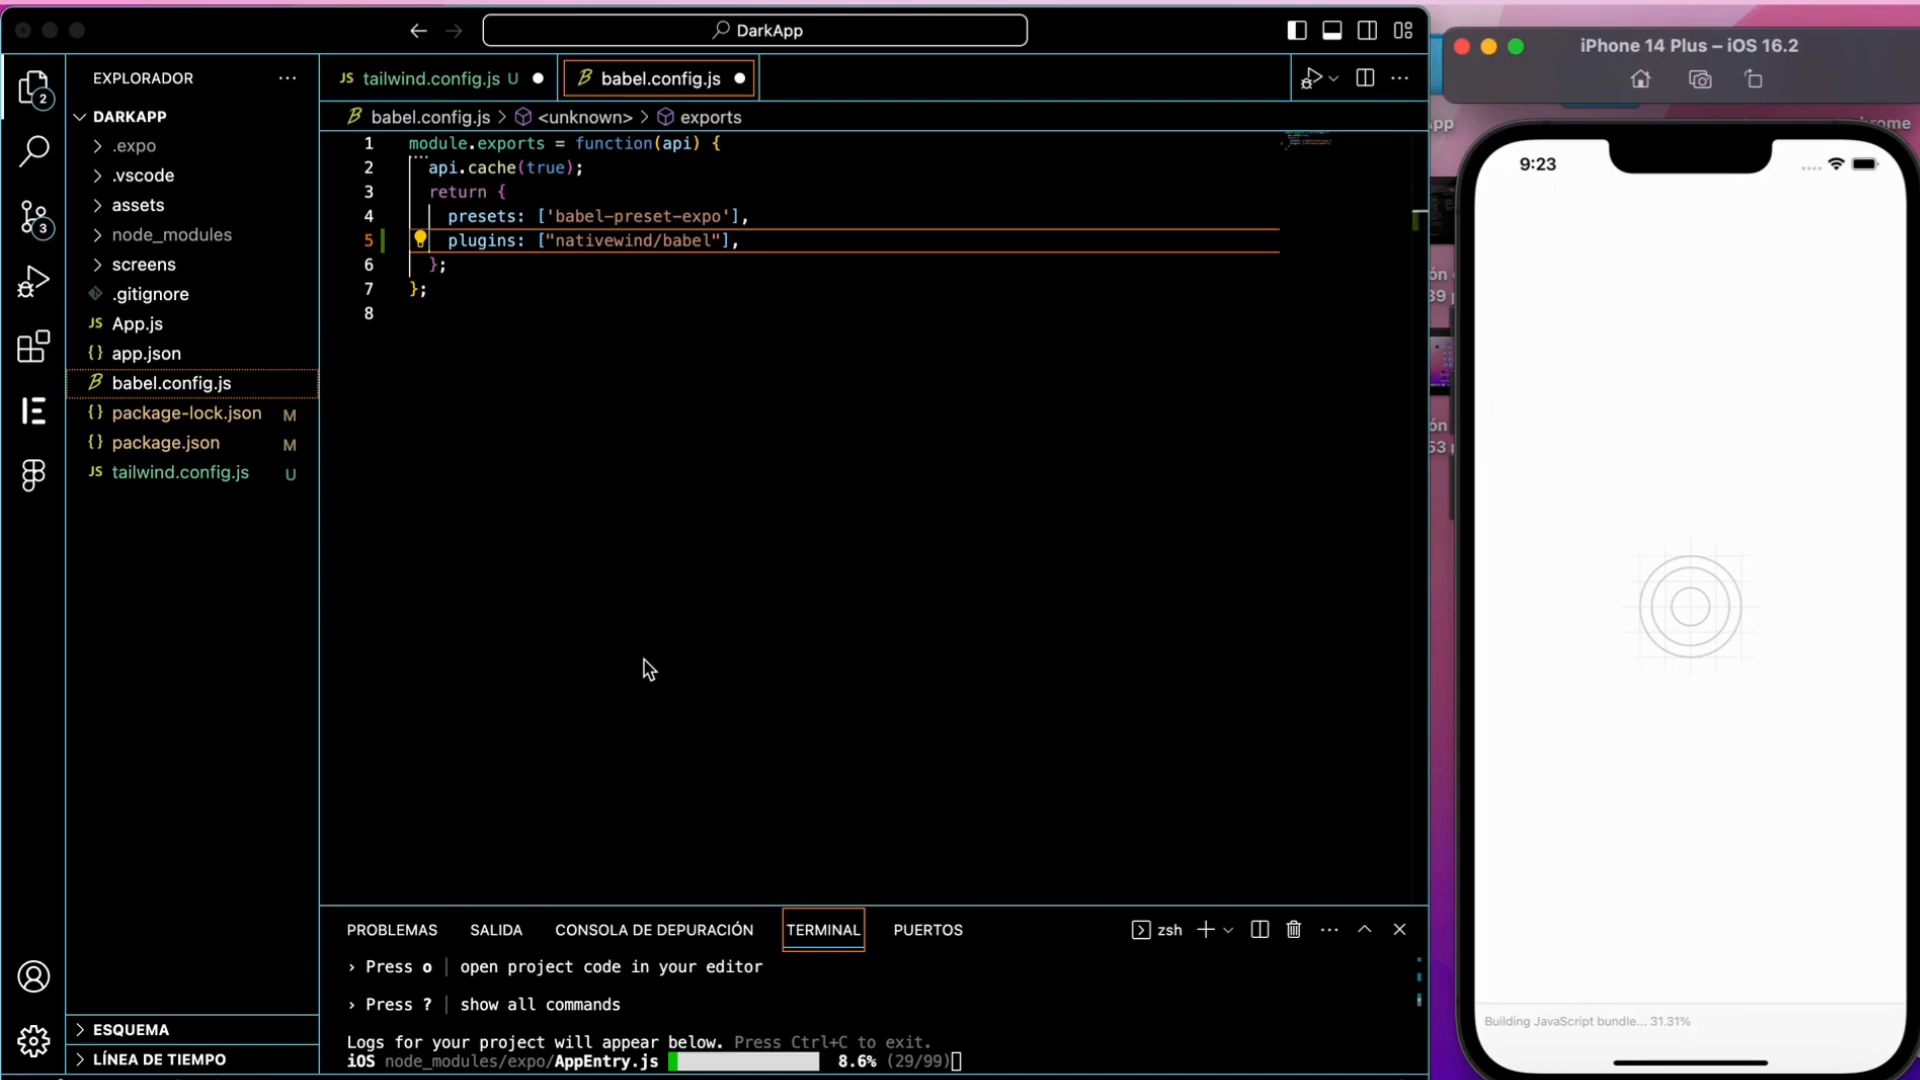 DarkApp
EXPLORADOR
DARKAPP
.expo
.vscode
assets
node_modules
screens
.gitignore
JS App.js
{} app.json
babel.config.js
{} package-lock.json M
{} package.json M
JS tailwind.config.js U
ESQUEMA
LÍNEA DE TIEMPO
2
3
JS tailwind.config.js U
babel.config.js
babel.config.js > <unknown> > exports
1 module.exports = function(api) {
2 api.cache(true);
3 return {
4 presets: ['babel-preset-expo'],
5 plugins: ["nativewind/babel"],
6 };
7 };
8
PROBLEMAS SALIDA CONSOLA DE DEPURACIÓN TERMINAL PUERTOS
zsh
› Press o │ open project code in your editor
› Press ? │ show all commands
Logs for your project will appear below. Press Ctrl+C to exit.
iOS node_modules/expo/AppEntry.js 8.6% (29/99)
iPhone 14 Plus – iOS 16.2
9:23
Building JavaScript bundle... 31.31%